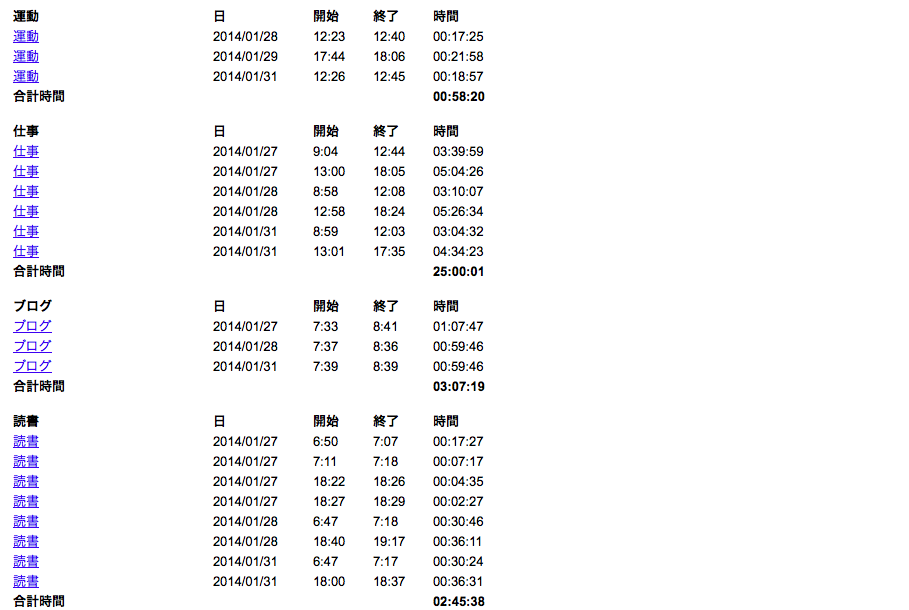 運動 日 開始 終了 時間
運動 2014/01/28 12:23 12:40 00:17:25
運動 2014/01/29 17:44 18:06 00:21:58
運動 2014/01/31 12:26 12:45 00:18:57
合計時間 00:58:20
仕事 日 開始 終了 時間
仕事 2014/01/27 9:04 12:44 03:39:59
仕事 2014/01/27 13:00 18:05 05:04:26
仕事 2014/01/28 8:58 12:08 03:10:07
仕事 2014/01/28 12:58 18:24 05:26:34
仕事 2014/01/31 8:59 12:03 03:04:32
仕事 2014/01/31 13:01 17:35 04:34:23
合計時間 25:00:01
ブログ 日 開始 終了 時間
ブログ 2014/01/27 7:33 8:41 01:07:47
ブログ 2014/01/28 7:37 8:36 00:59:46
ブログ 2014/01/31 7:39 8:39 00:59:46
合計時間 03:07:19
読書 日 開始 終了 時間
読書 2014/01/27 6:50 7:07 00:17:27
読書 2014/01/27 7:11 7:18 00:07:17
読書 2014/01/27 18:22 18:26 00:04:35
読書 2014/01/27 18:27 18:29 00:02:27
読書 2014/01/28 6:47 7:18 00:30:46
読書 2014/01/28 18:40 19:17 00:36:11
読書 2014/01/31 6:47 7:17 00:30:24
読書 2014/01/31 18:00 18:37 00:36:31
合計時間 02:45:38